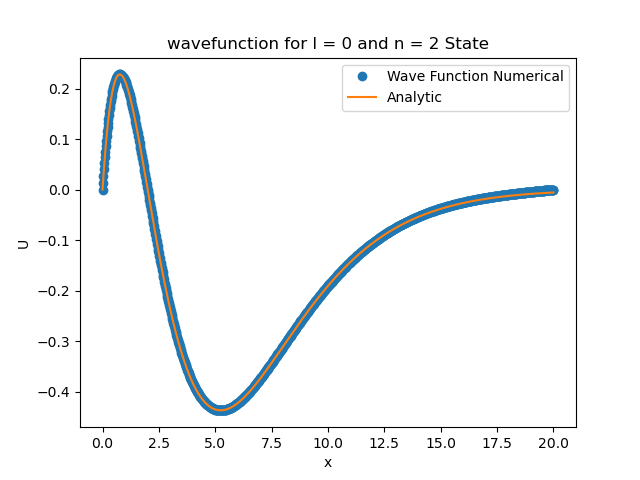 wavefunction for l = 0 and n = 2 State
Wave Function Numerical
Analytic
0.2
0.1
0.0
−0.1
−0.2
−0.3
−0.4
U
0.0 2.5 5.0 7.5 10.0 12.5 15.0 17.5 20.0
x